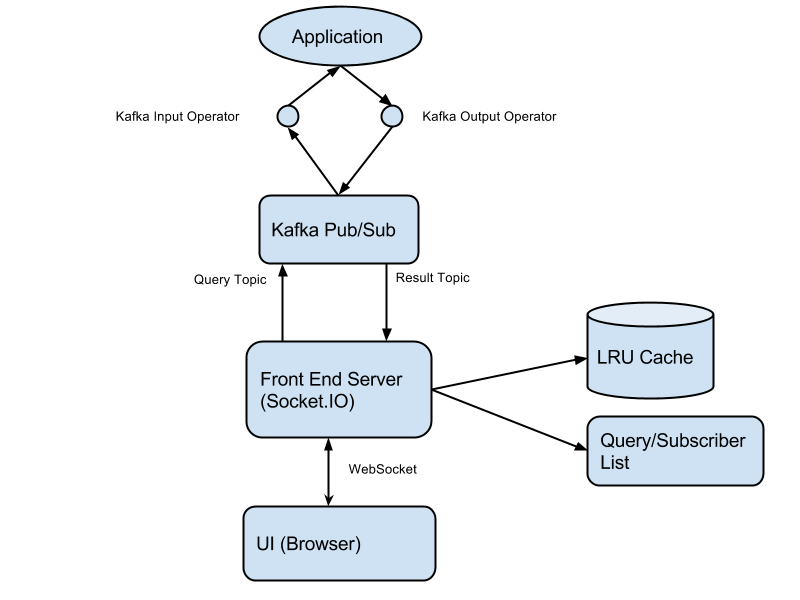 Application
Kafka Input Operator
Kafka Output Operator
Kafka Pub/Sub
Query Topic
Result Topic
Front End Server
(Socket.IO)
LRU Cache
Query/Subscriber
List
WebSocket
UI (Browser)